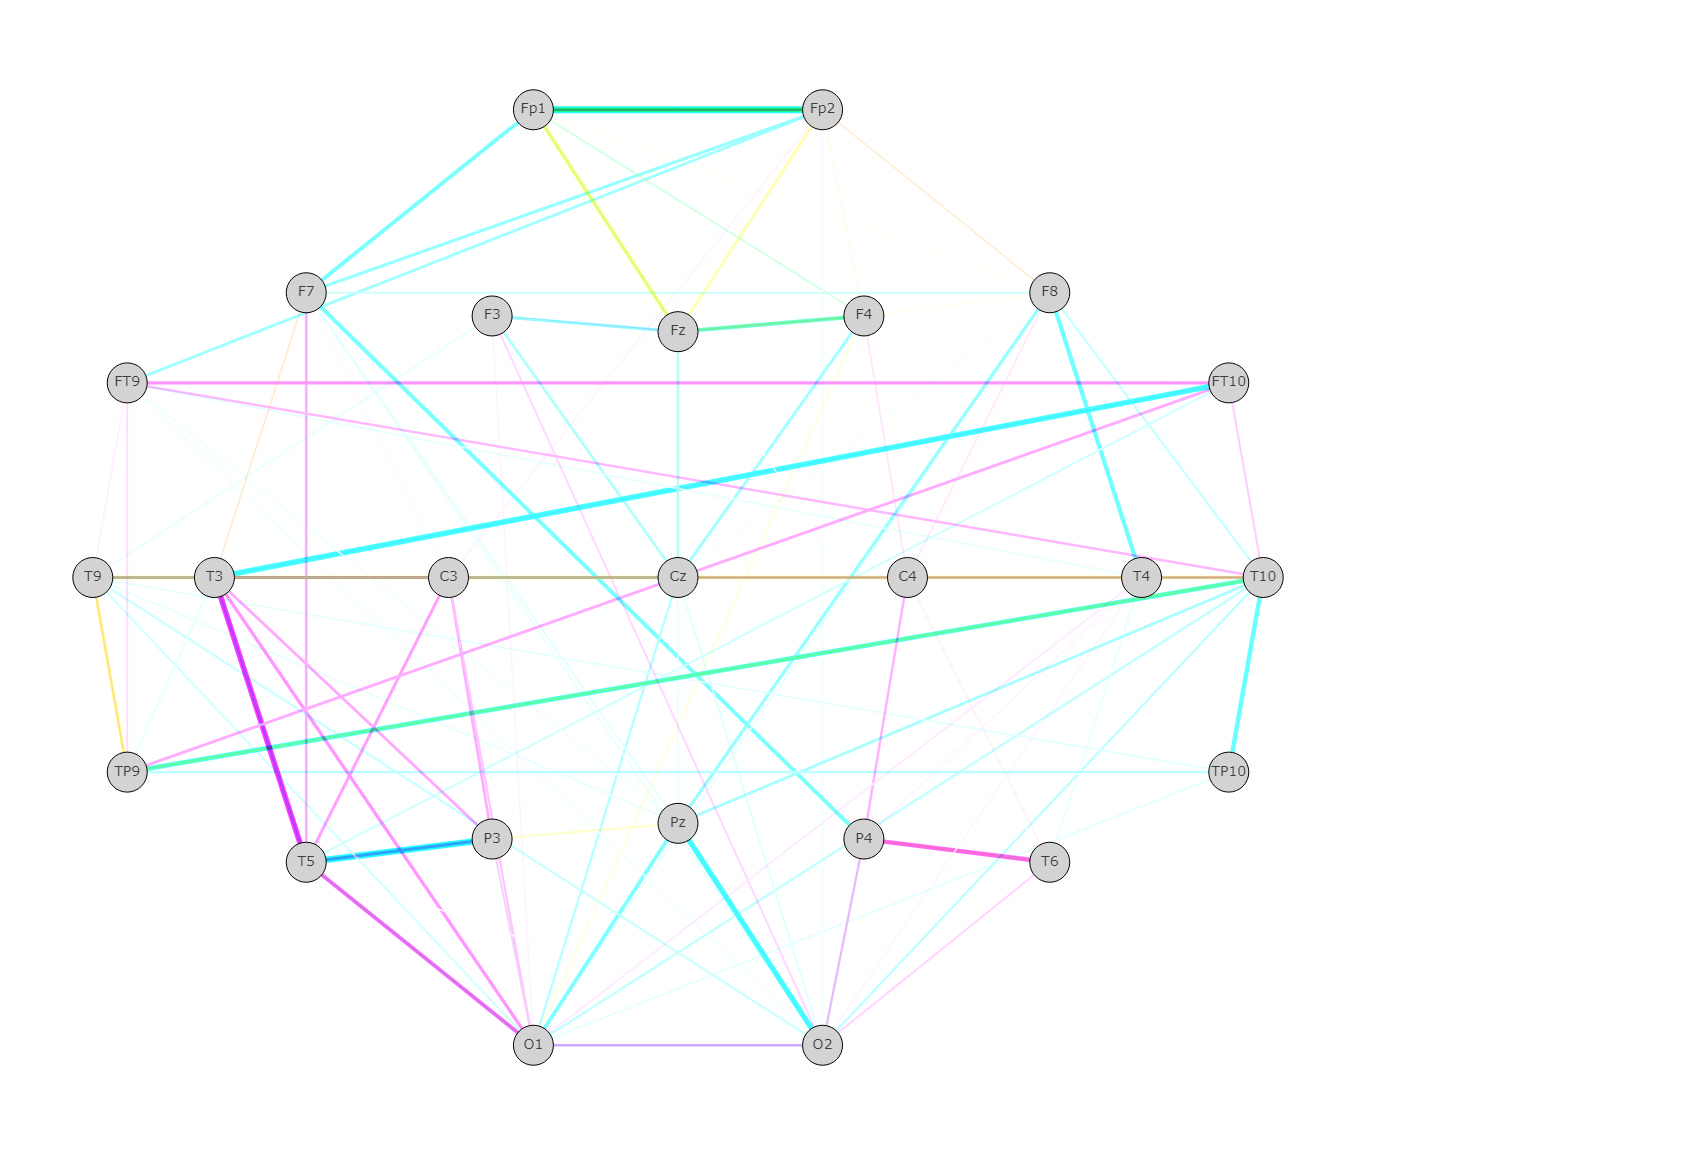 Fp1 Fp2
F7 F8
F3 Fz F4
FT9 FT10
T9 T3 C3 Cz C4 T4 T10
TP9 TP10
Pz
P3 P4
T5 T6
O1 O2